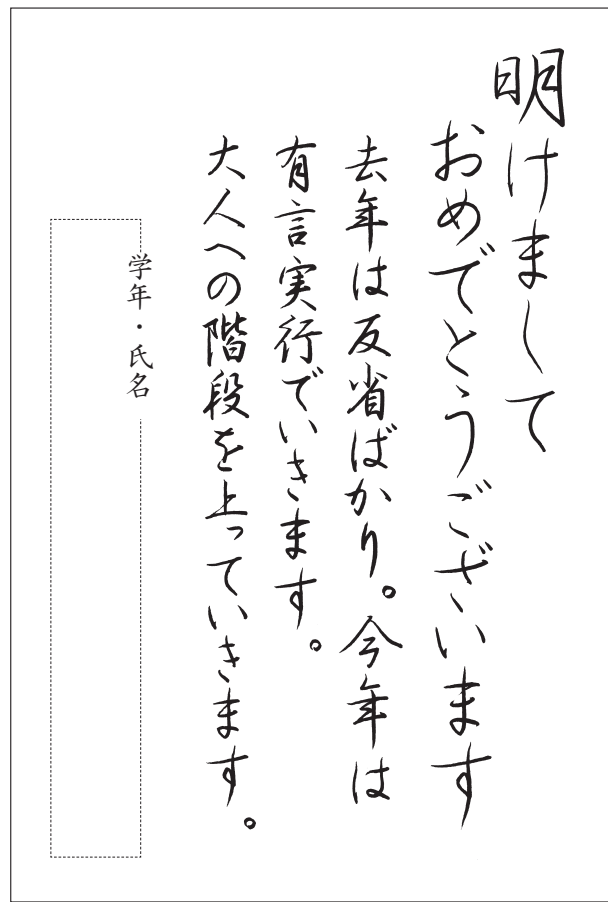 明けまして
おめでとうございます
去年は反省ばかり。今年は
有言実行でいきます。
大人への階段を上っていきます。
学年・氏名